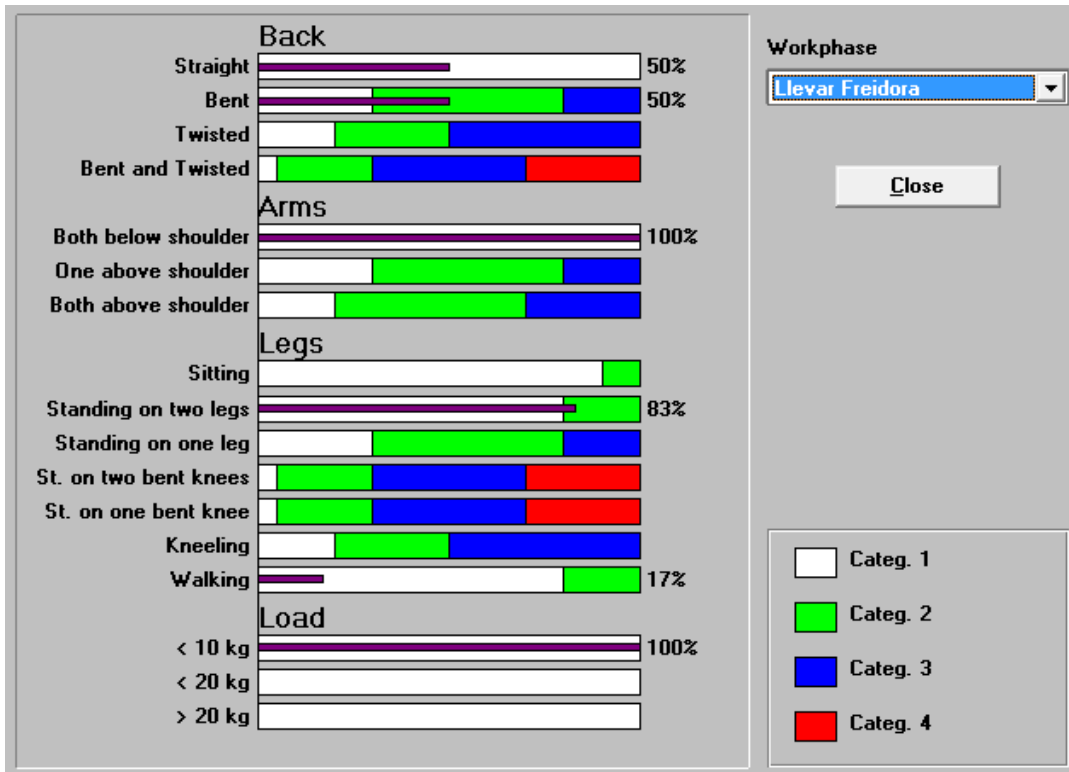 Back
Straight 50%
Bent 50%
Twisted
Bent and Twisted
Arms
Both below shoulder 100%
One above shoulder
Both above shoulder
Legs
Sitting
Standing on two legs 83%
Standing on one leg
St. on two bent knees
St. on one bent knee
Kneeling
Walking 17%
Load
< 10 kg 100%
< 20 kg
> 20 kg
Workphase
Llevar Freidora
Close
Categ. 1
Categ. 2
Categ. 3
Categ. 4